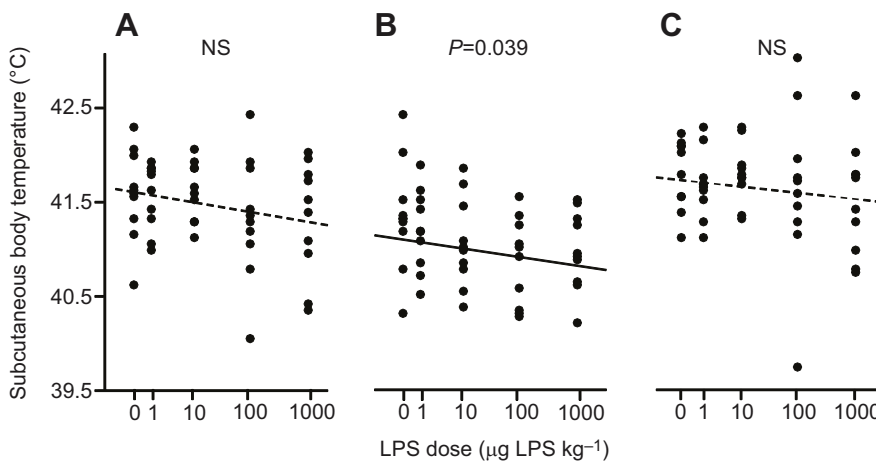 A
NS
B
P=0.039
C
NS
Subcutaneous body temperature (°C)
42.5
41.5
40.5
39.5
0 1 10 100 1000
0 1 10 100 1000
0 1 10 100 1000
LPS dose (μg LPS kg–1)